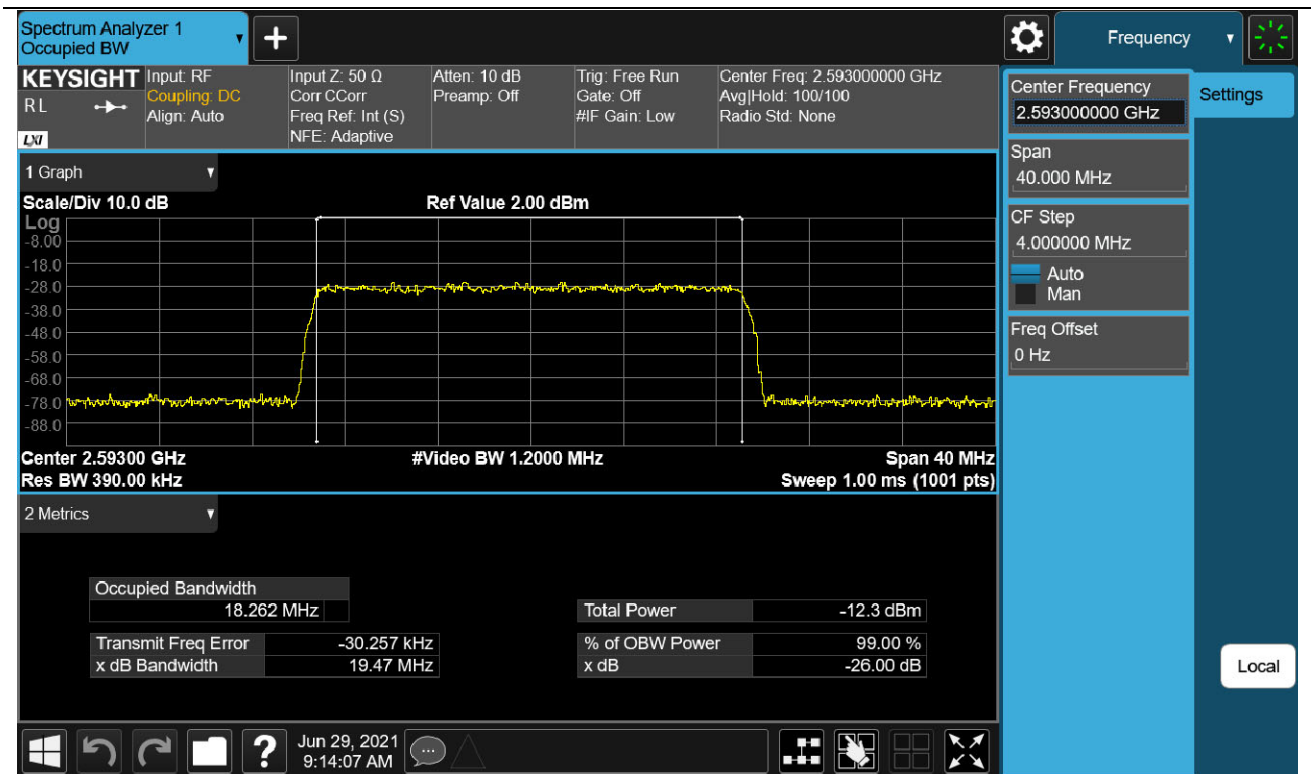 Spectrum Analyzer 1
Occupied BW
+
Frequency
KEYSIGHT
R L
LXI
Input: RF
Coupling: DC
Align: Auto
Input Z: 50 Ω
Corr CCorr
Freq Ref: Int (S)
NFE: Adaptive
Atten: 10 dB
Preamp: Off
Trig: Free Run
Gate: Off
#IF Gain: Low
Center Freq: 2.593000000 GHz
Avg|Hold: 100/100
Radio Std: None
Center Frequency
2.593000000 GHz
Settings
Span
40.000 MHz
CF Step
4.000000 MHz
Auto
Man
Freq Offset
0 Hz
Local
1 Graph
Scale/Div 10.0 dB
Ref Value 2.00 dBm
Log
-8.00
-18.0
-28.0
-38.0
-48.0
-58.0
-68.0
-78.0
-88.0
Center 2.59300 GHz
#Video BW 1.2000 MHz
Span 40 MHz
Res BW 390.00 kHz
Sweep 1.00 ms (1001 pts)
2 Metrics
Occupied Bandwidth
18.262 MHz
Total Power -12.3 dBm
Transmit Freq Error -30.257 kHz
% of OBW Power 99.00 %
x dB Bandwidth 19.47 MHz
x dB -26.00 dB
?
Jun 29, 2021
9:14:07 AM